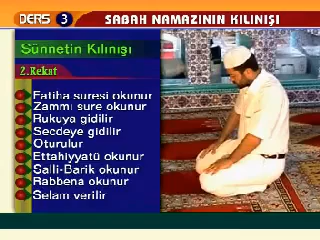 DERS 3 SABAH NAMAZININ KILINIŞI
Sünnetin Kılınışı
2.Rekat
Fatiha suresi okunur
Zammı sure okunur
Rukuya gidilir
Secdeye gidilir
Oturulur
Ettahiyyatü okunur
Salli-Barik okunur
Rabbena okunur
Selam verilir